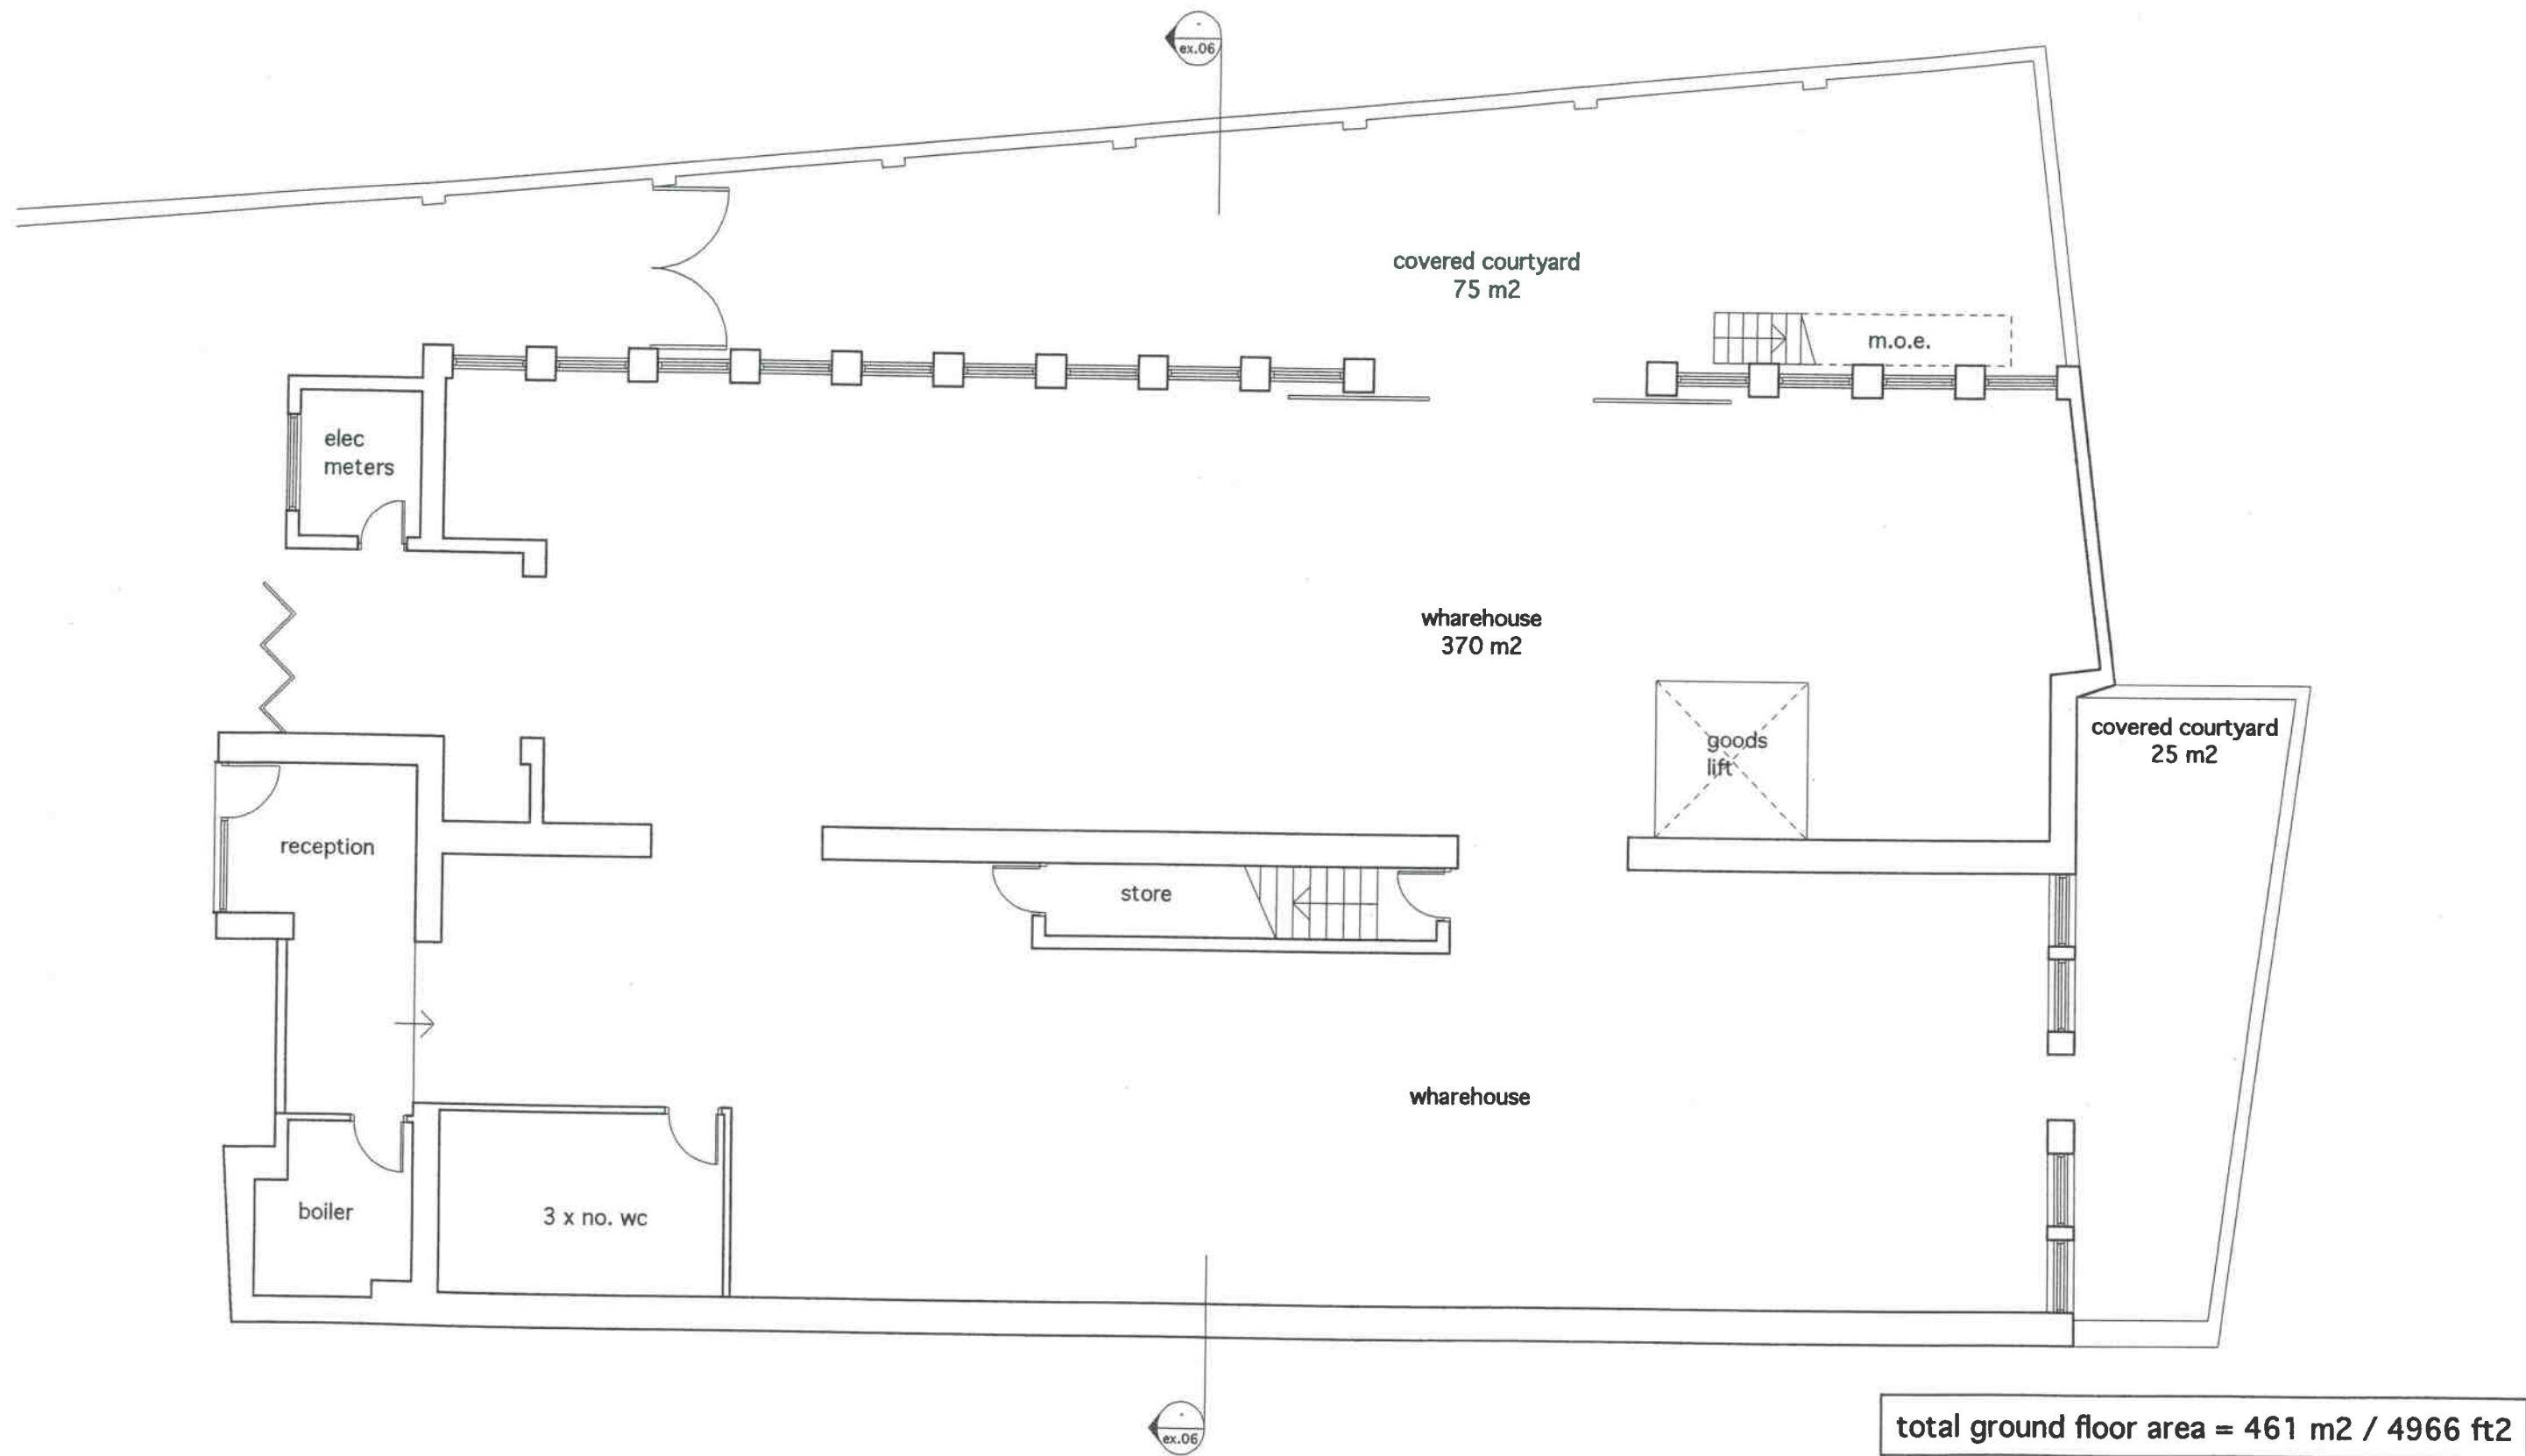 -
ex.06
covered courtyard
75 m2
m.o.e.
elec
meters
wharehouse
370 m2
goods
lift
covered courtyard
25 m2
reception
store
wharehouse
boiler
3 x no. wc
-
ex.06
total ground floor area = 461 m2 / 4966 ft2